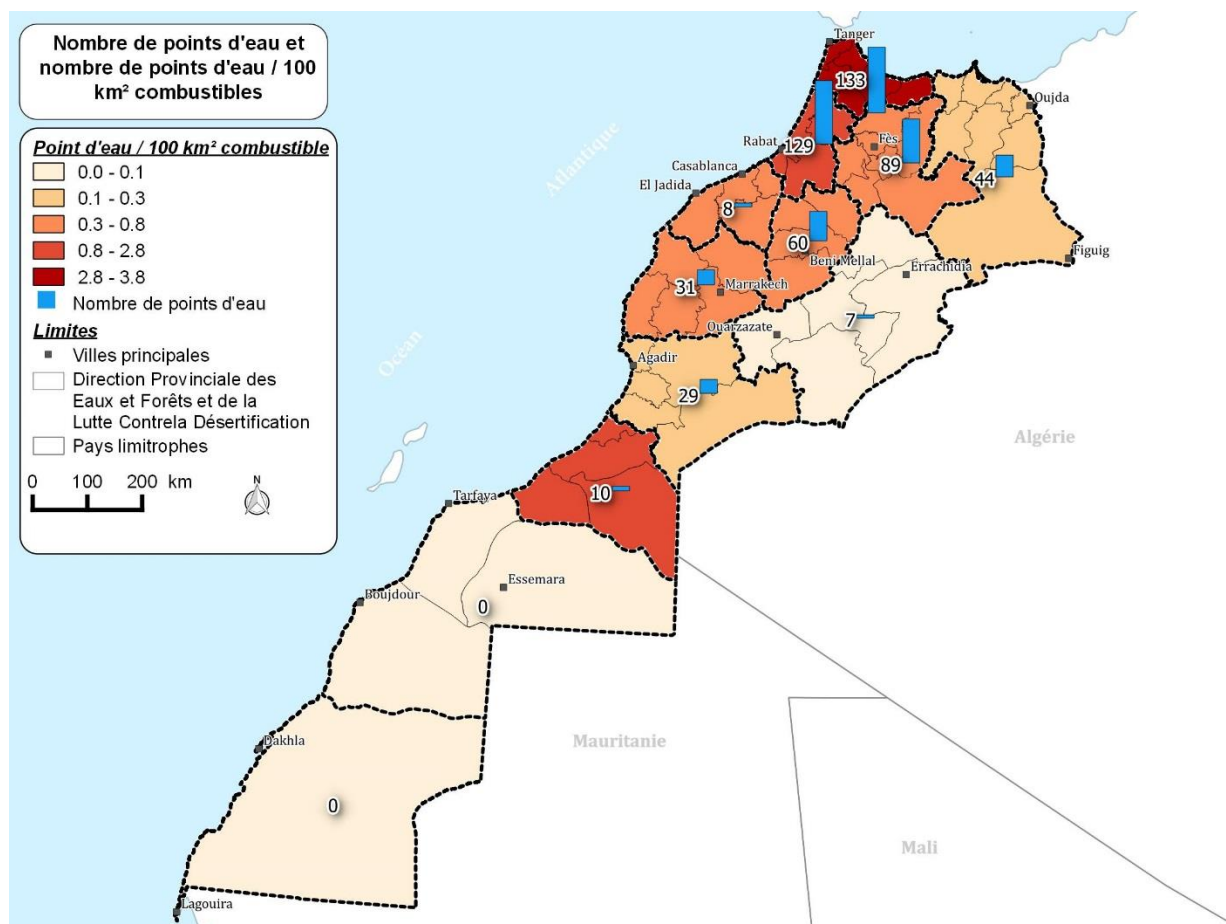 Nombre de points d'eau et
nombre de points d'eau / 100
km² combustibles
Point d'eau / 100 km² combustible
0.0 - 0.1
0.1 - 0.3
0.3 - 0.8
0.8 - 2.8
2.8 - 3.8
Nombre de points d'eau
Limites
Villes principales
Direction Provinciale des
Eaux et Forêts et de la
Lutte Contrela Désertification
Pays limitrophes
0 100 200 km
N
Tanger
133
Oujda
Atlantique
Rabat
129
Fès
89
44
Casablanca
El Jadida
8
60
Beni Mellal
Figuig
Errachidia
31
Marrakech
7
Ouarzazate
Océan
Agadir
29
Algérie
10
Tarfaya
Essemara
Boujdour
0
Dakhla
Mauritanie
0
Mali
Lagouira